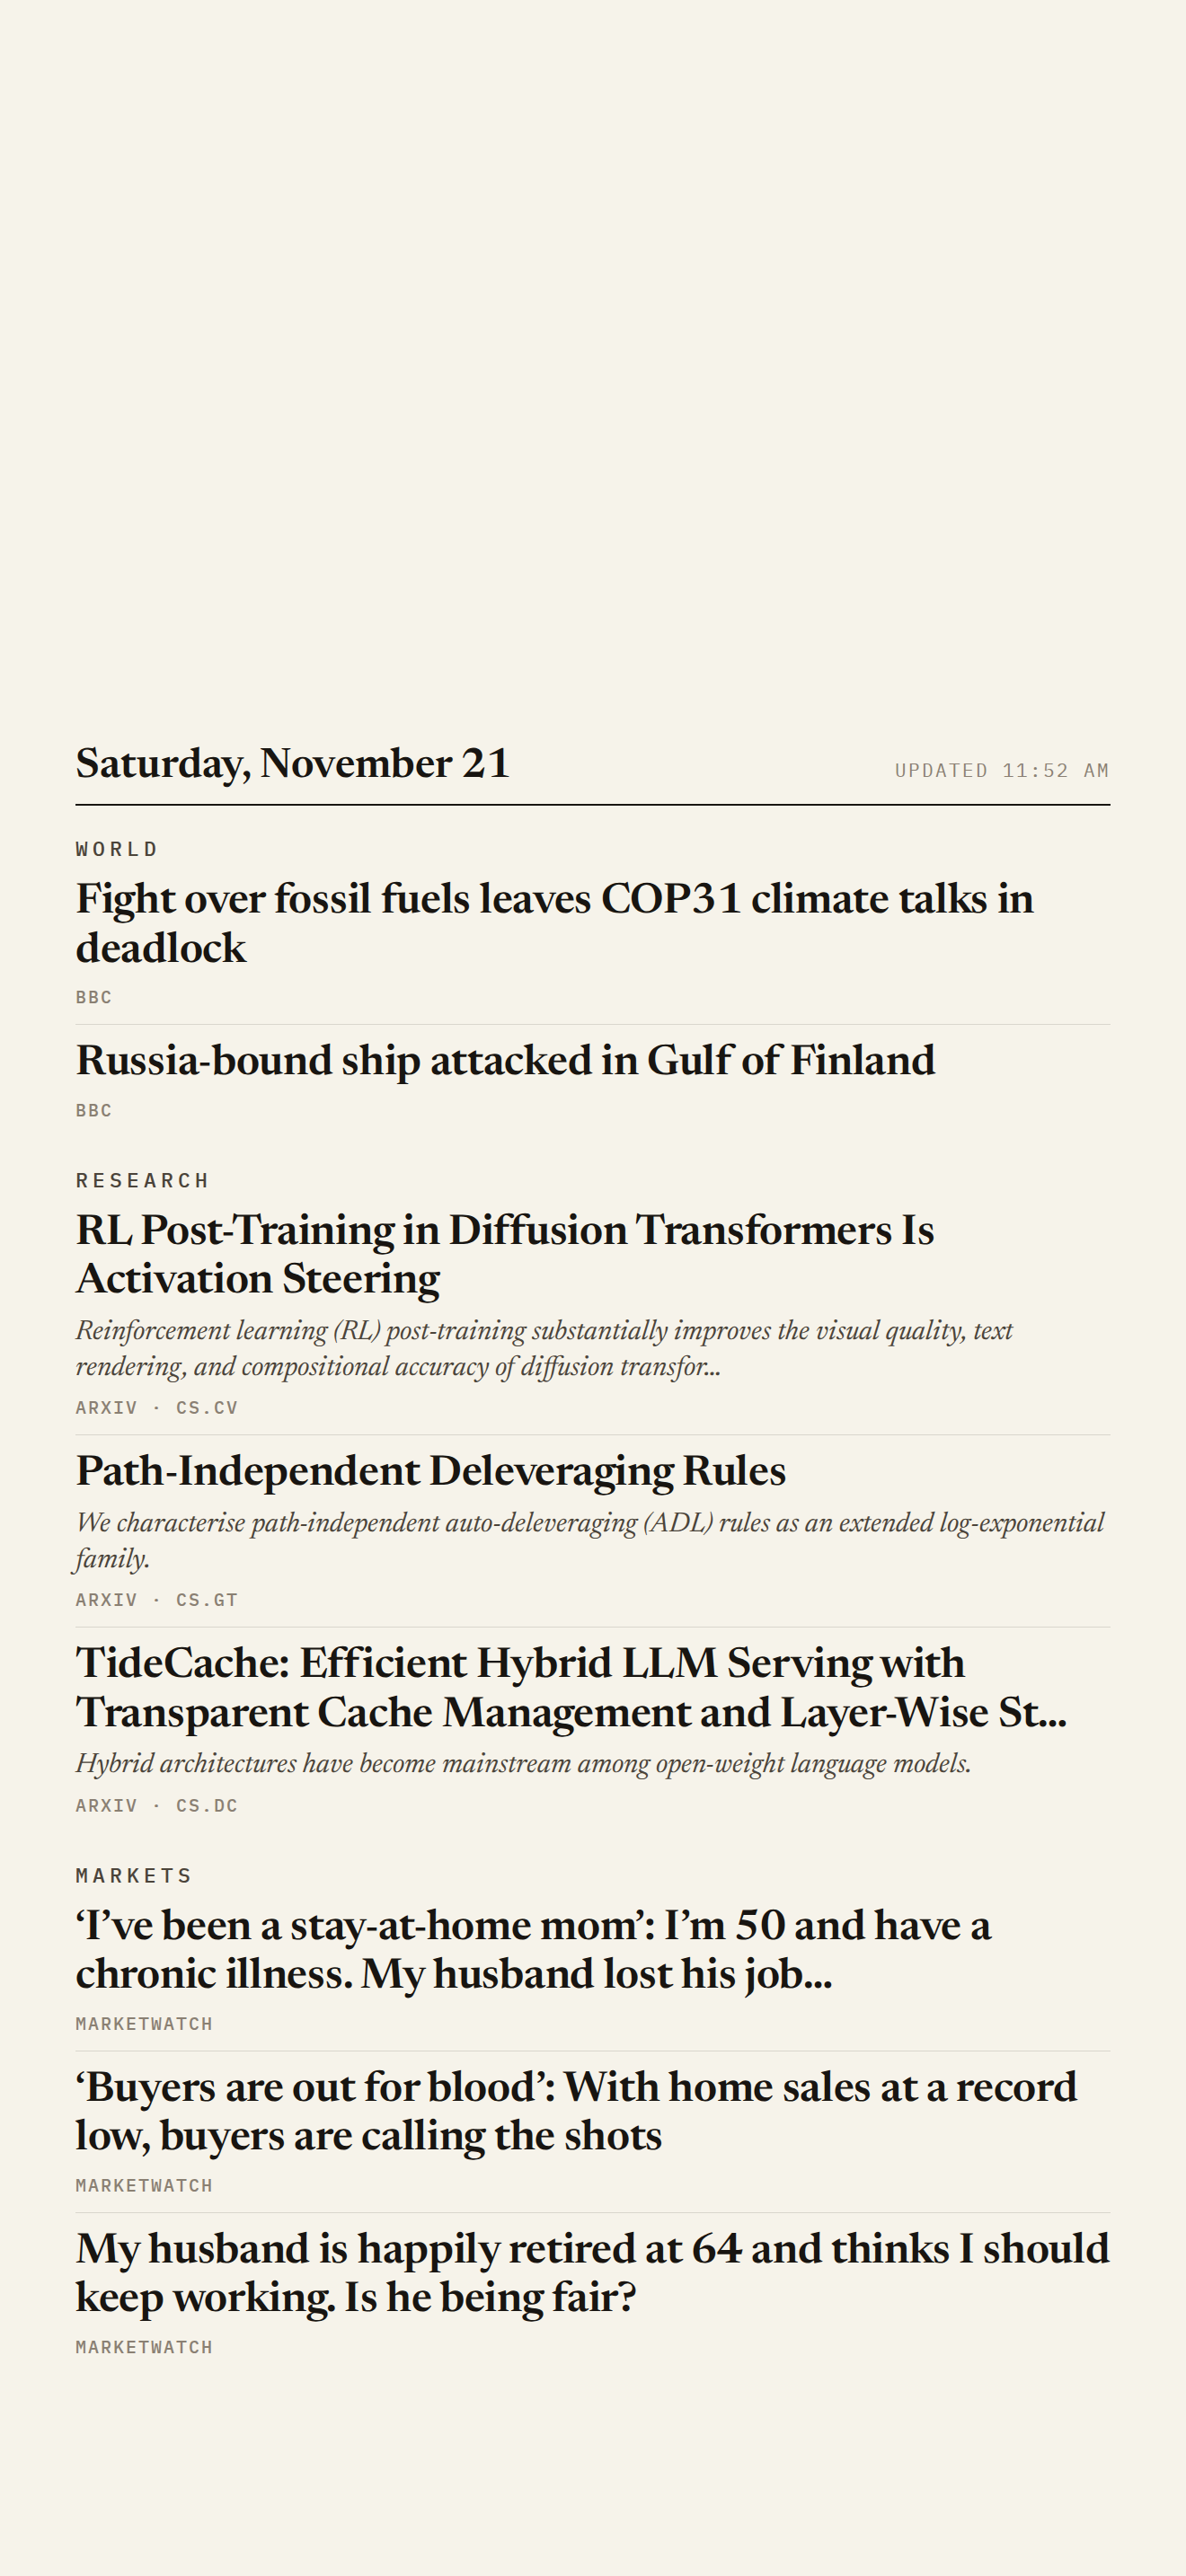 Saturday, November 21
UPDATED 11:52 AM
WORLD
Fight over fossil fuels leaves COP31 climate talks in
deadlock
BBC
Russia-bound ship attacked in Gulf of Finland
BBC
RESEARCH
RL Post-Training in Diffusion Transformers Is
Activation Steering
Reinforcement learning (RL) post-training substantially improves the visual quality, text
rendering, and compositional accuracy of diffusion transfor...
ARXIV · CS.CV
Path-Independent Deleveraging Rules
We characterise path-independent auto-deleveraging (ADL) rules as an extended log-exponential
family.
ARXIV · CS.GT
TideCache: Efficient Hybrid LLM Serving with
Transparent Cache Management and Layer-Wise St...
Hybrid architectures have become mainstream among open-weight language models.
ARXIV · CS.DC
MARKETS
‘I’ve been a stay-at-home mom’: I’m 50 and have a
chronic illness. My husband lost his job...
MARKETWATCH
‘Buyers are out for blood’: With home sales at a record
low, buyers are calling the shots
MARKETWATCH
My husband is happily retired at 64 and thinks I should
keep working. Is he being fair?
MARKETWATCH